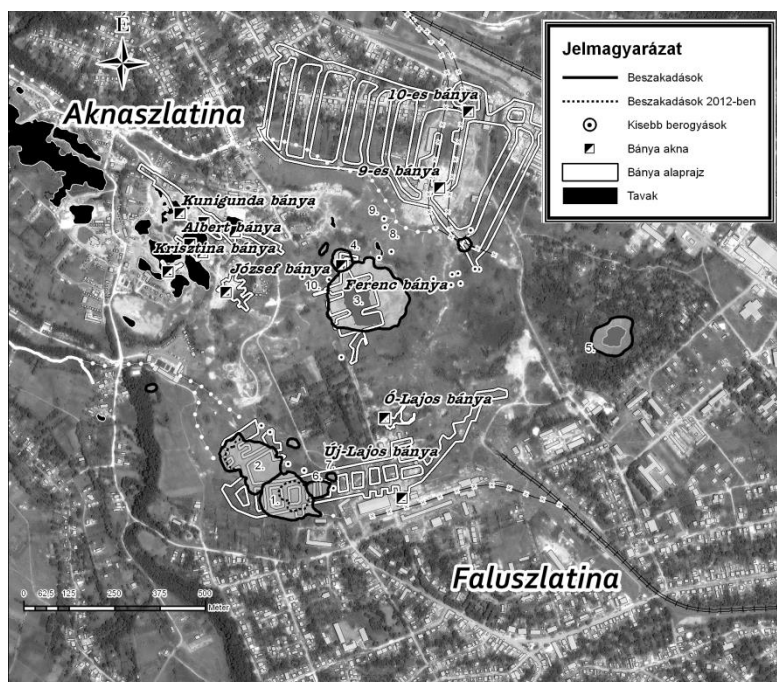 É
Aknaszlatina
10-es bánya
9-es bánya
Kunigunda bánya
Albert bánya
Krisztina bánya
József bánya
Ferenc bánya
9.
8.
4.
10.
3.
5.
Ó-Lajos bánya
Új-Lajos bánya
2.
7.
6.
1.
Faluszlatina
0 62,5 125 250 375 500
Meter
Jelmagyarázat
Beszakadások
Beszakadások 2012-ben
Kisebb berogyások
Bánya akna
Bánya alaprajz
Tavak